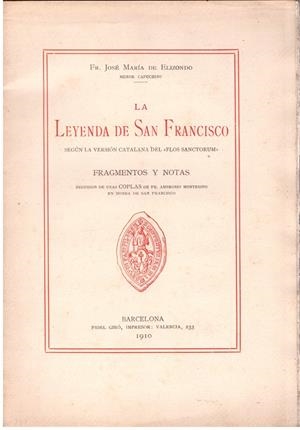 Fr. José María de Elizondo
MENOR CAPUCHINO
LA
LEYENDA DE SAN FRANCISCO
SEGÚN LA VERSIÓN CATALANA DEL «FLOS SANCTORUM»
FRAGMENTOS Y NOTAS
SEGUIDOS DE UNAS COPLAS DE FR. AMBROSIO MONTESINO
EN HONRA DE SAN FRANCISCO
BARCELONA
FIDEL GIRÓ, IMPRESOR: VALENCIA, 233
1910